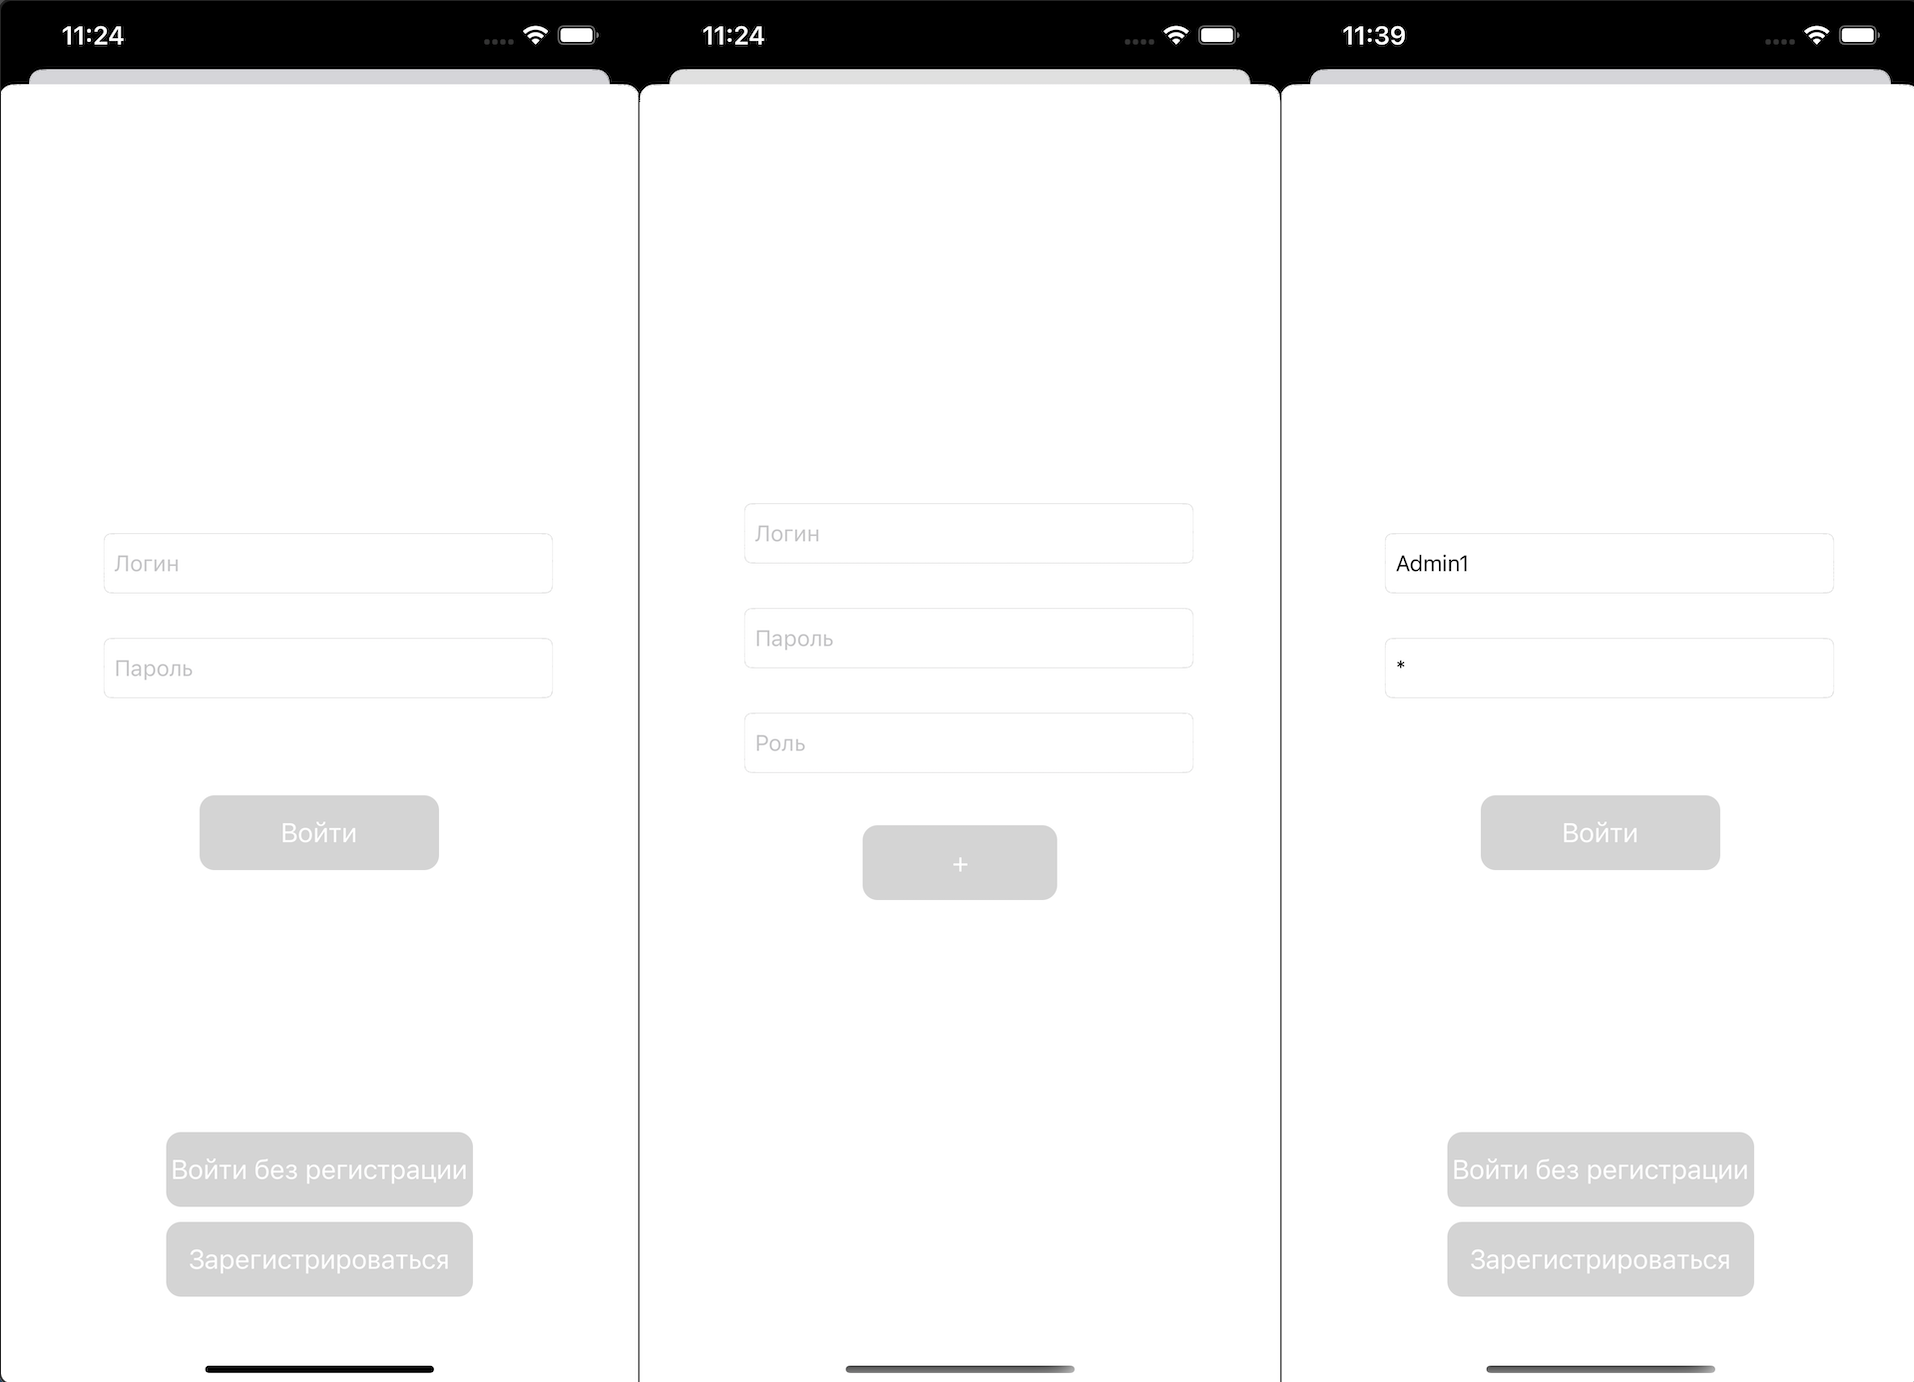 11:24
Логин
Пароль
Войти
Войти без регистрации
Зарегистрироваться
11:24
Логин
Пароль
Роль
+
11:39
Admin1
*
Войти
Войти без регистрации
Зарегистрироваться